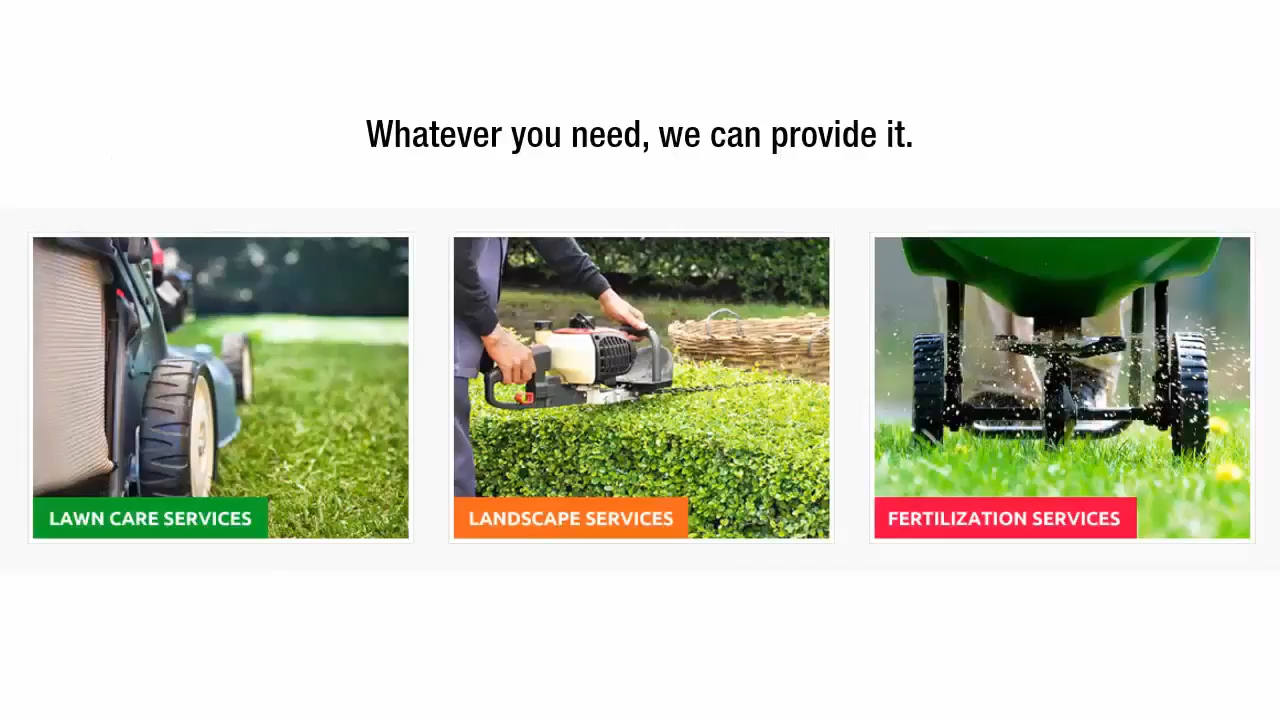 Whatever you need, we can provide it.
LAWN CARE SERVICES
LANDSCAPE SERVICES
FERTILIZATION SERVICES